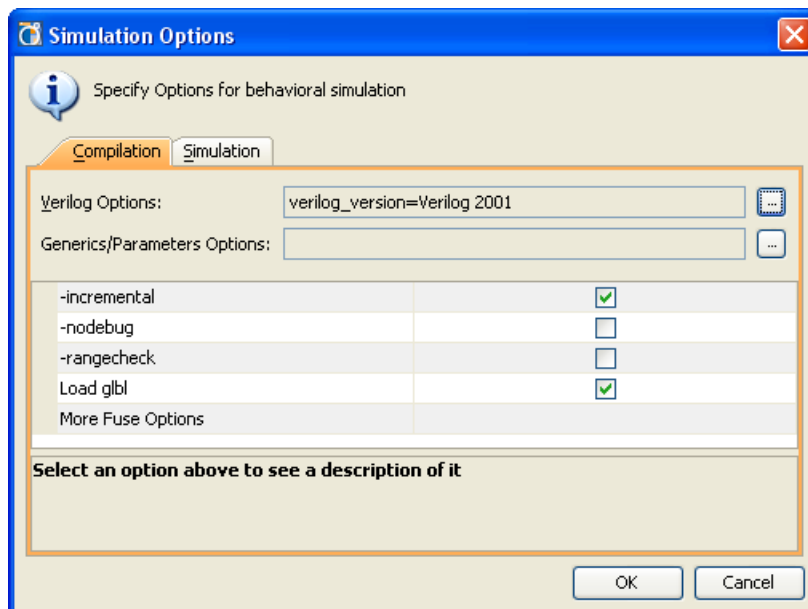 Simulation Options
Specify Options for behavioral simulation
Compilation Simulation
Verilog Options: verilog_version=Verilog 2001 ...
Generics/Parameters Options: ...
-incremental
-nodebug
-rangecheck
Load glbl
More Fuse Options
Select an option above to see a description of it
OK Cancel